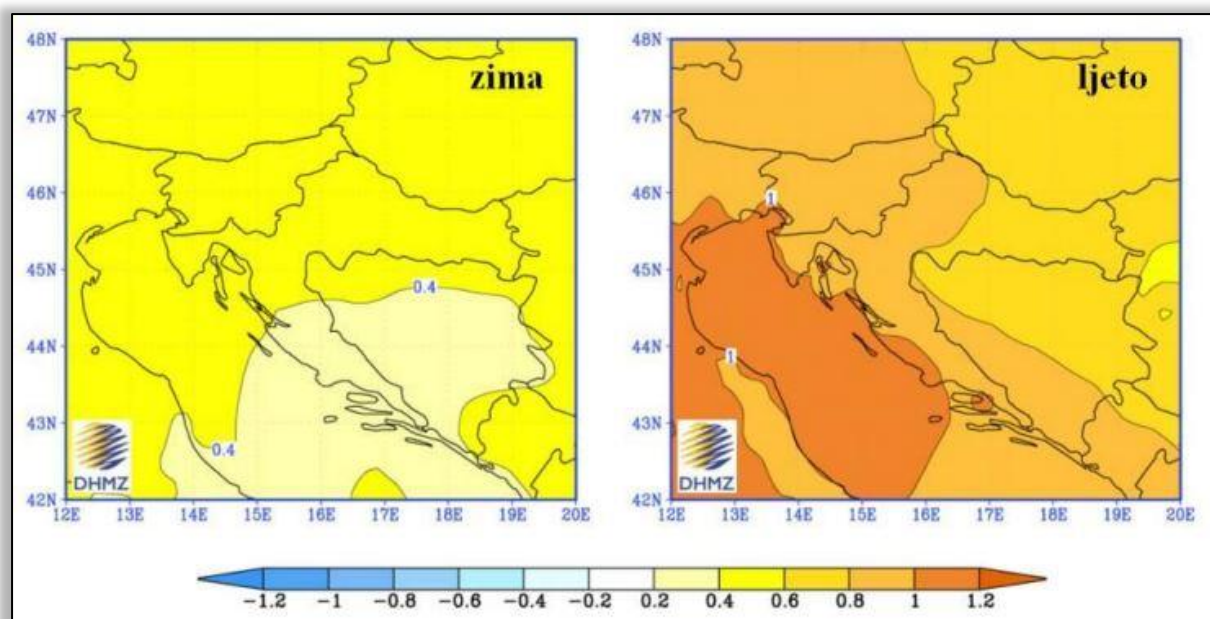 zima
48N
47N
46N
45N
44N
43N
42N
12E 13E 14E 15E 16E 17E 18E 19E 20E
0.4
0.4
DHMZ
ljeto
48N
47N
46N
45N
44N
43N
42N
12E 13E 14E 15E 16E 17E 18E 19E 20E
1
1
DHMZ
-1.2 -1 -0.8 -0.6 -0.4 -0.2 0.2 0.4 0.6 0.8 1 1.2